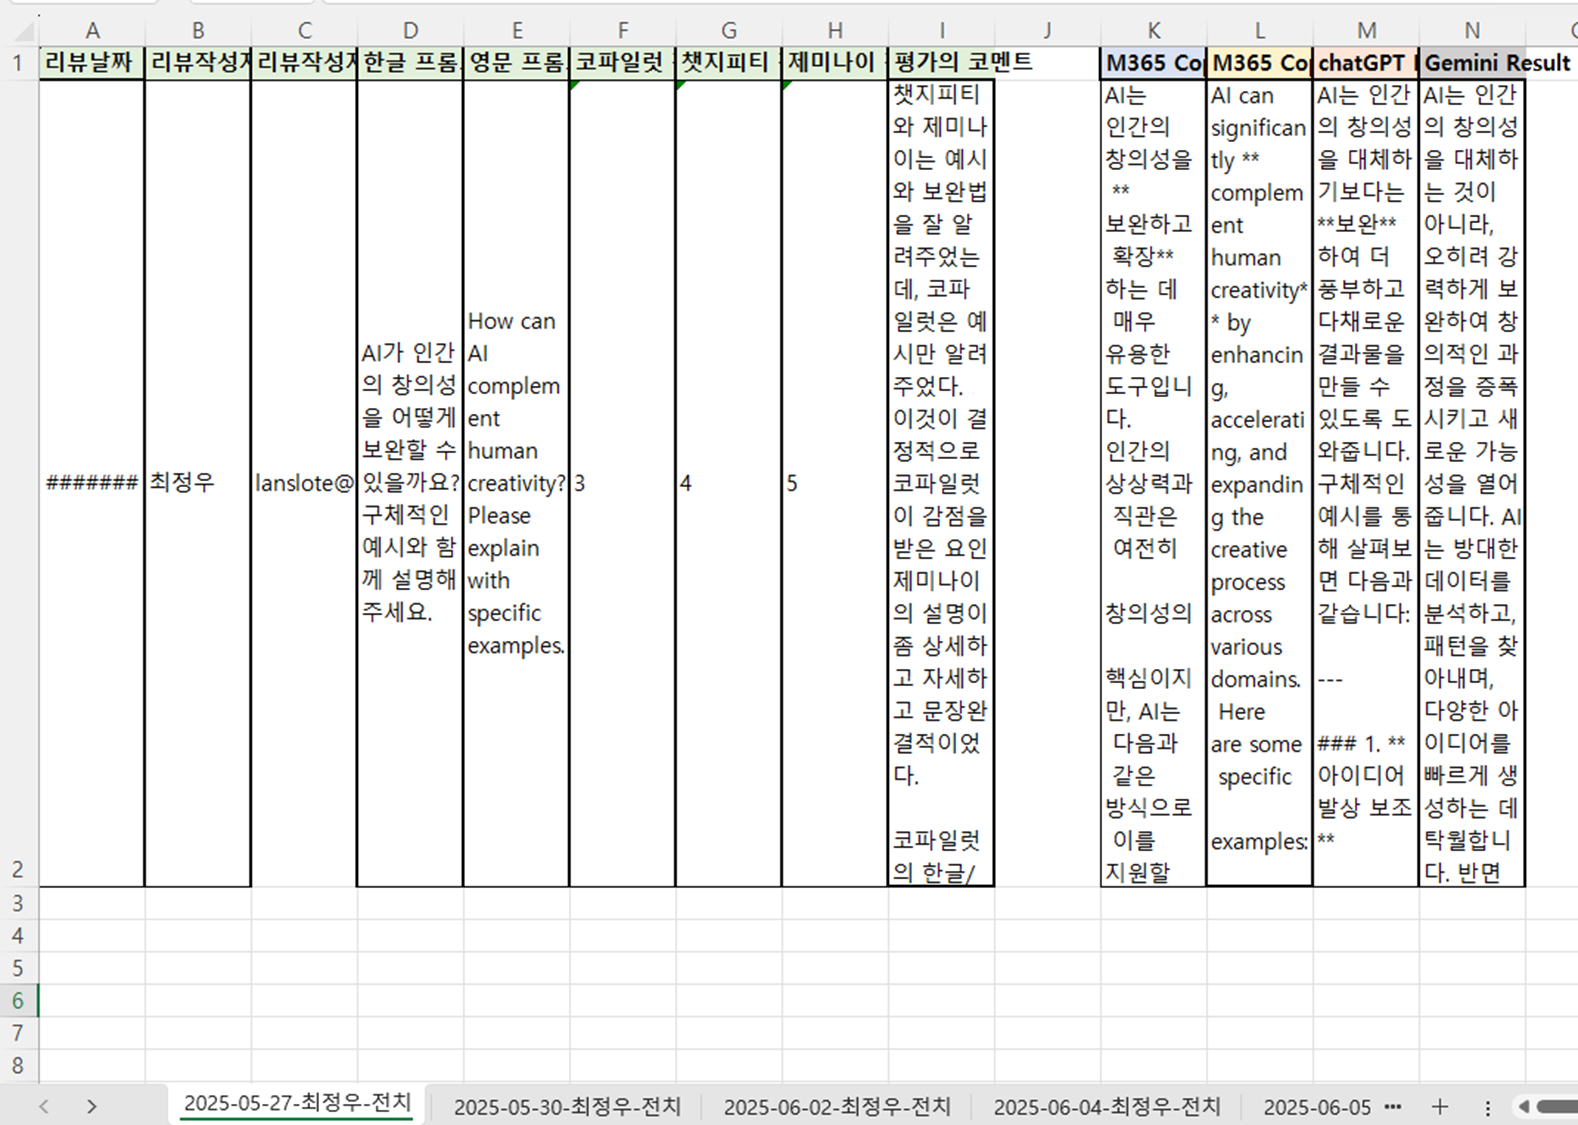 A B C D E F G H I J K L M N
1
리뷰날짜
리뷰작성자
리뷰작성자
한글 프롬
영문 프롬
코파일럿
챗지피티
제미나이
평가의 코멘트
M365 Co
M365 Co
chatGPT
Gemini Result
2
#######
최정우
lanslote@
AI가 인간
의 창의성
을 어떻게
보완할 수
있을까요?
구체적인
예시와 함
께 설명해
주세요.
How can
AI
complem
ent
human
creativity?
Please
explain
with
specific
examples.
3
4
5
챗지피티
와 제미나
이는 예시
와 보완법
을 잘 알
려주었는
데, 코파
일럿은 예
시만 알려
주었다.
이것이 결
정적으로
코파일럿
이 감점을
받은 요인
제미나이
의 설명이
좀 상세하
고 자세하
고 문장완
결적이었
다.
코파일럿
의 한글/
AI는
인간의
창의성을
**
보완하고
확장**
하는 데
매우
유용한
도구입니
다.
인간의
상상력과
직관은
여전히
창의성의
핵심이지
만, AI는
다음과
같은
방식으로
이를
지원할
AI can
significan
tly **
complem
ent
human
creativity*
* by
enhancin
g,
accelerati
ng, and
expandin
g the
creative
process
across
various
domains.
Here
are some
specific
examples:
AI는 인간
의 창의성
을 대체하
기보다는
**보완**
하여 더
풍부하고
다채로운
결과물을
만들 수
있도록 도
와줍니다.
구체적인
예시를 통
해 살펴보
면 다음과
같습니다:
---
### 1. **
아이디어
발상 보조
**
AI는 인간
의 창의성
을 대체하
는 것이
아니라,
오히려 강
력하게 보
완하여 창
의적인 과
정을 증폭
시키고 새
로운 가능
성을 열어
줍니다. AI
는 방대한
데이터를
분석하고,
패턴을 찾
아내며,
다양한 아
이디어를
빠르게 생
성하는 데
탁월합니
다. 반면
3
4
5
6
7
8
2025-05-27-최정우-전치
2025-05-30-최정우-전치
2025-06-02-최정우-전치
2025-06-04-최정우-전치
2025-06-05 ···